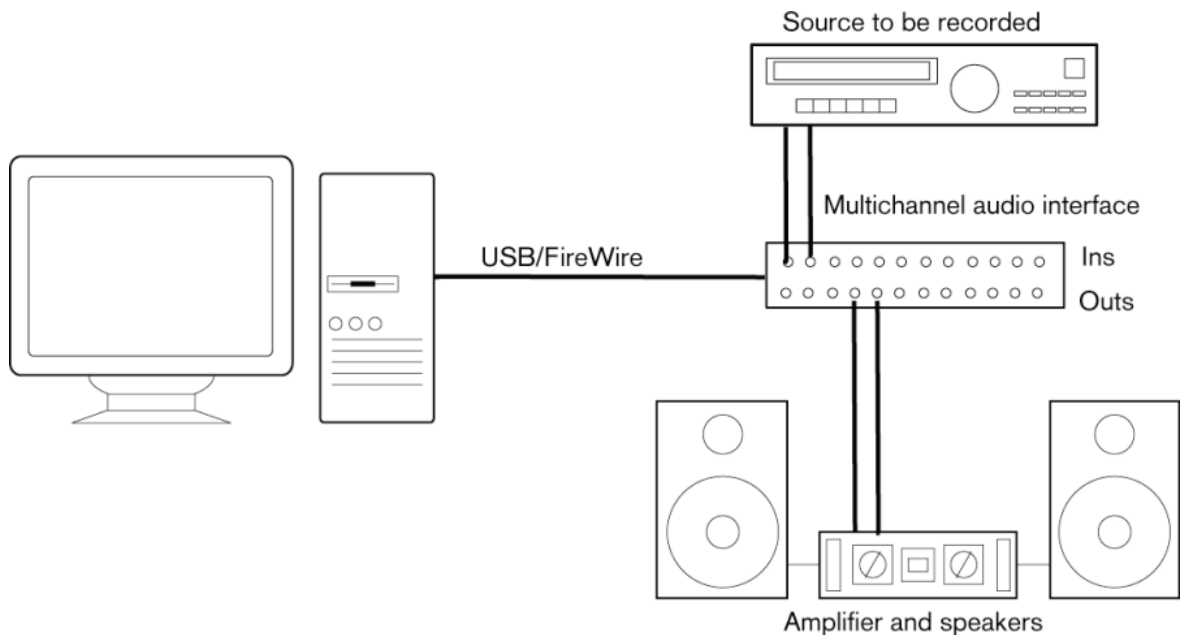 Source to be recorded
Multichannel audio interface
USB/FireWire
Ins
Outs
Amplifier and speakers